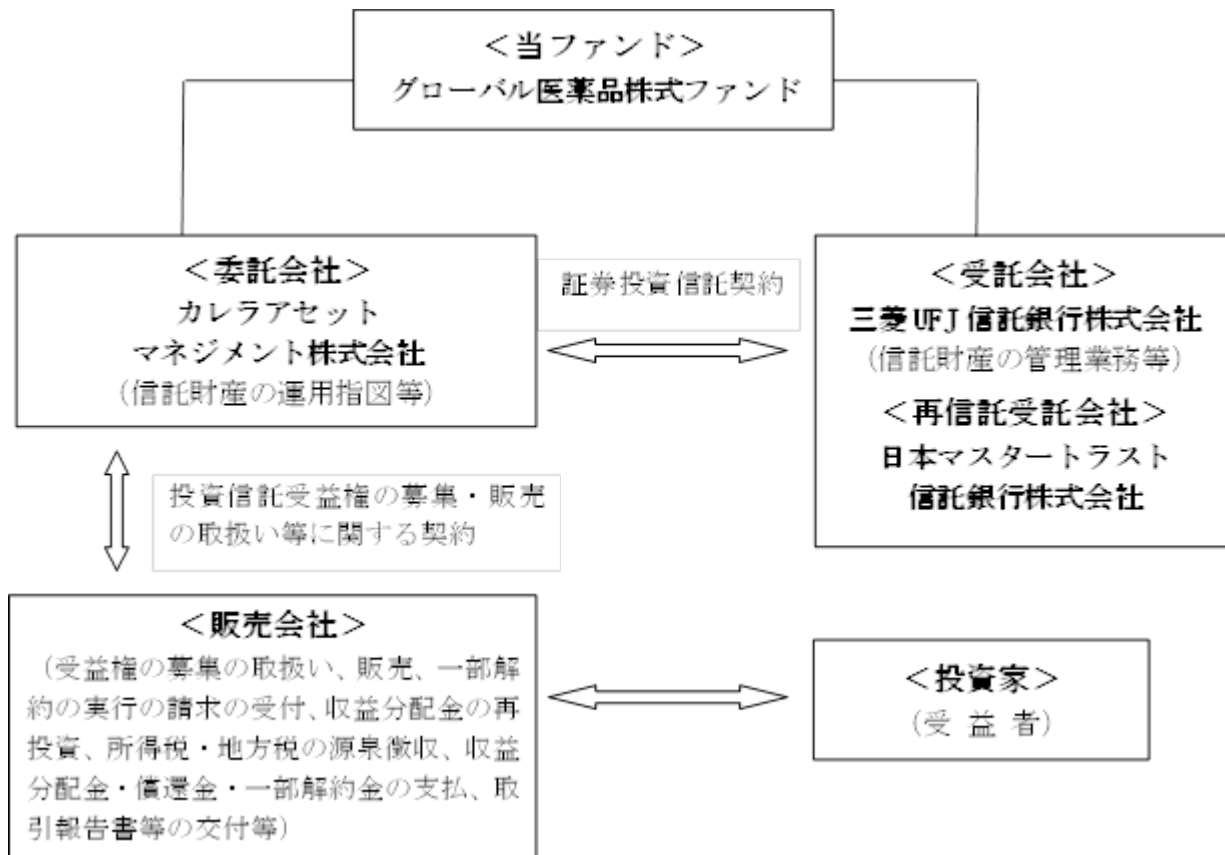 ＜当ファンド＞
グローバル医薬品株式ファンド
＜委託会社＞
カレラアセット
マネジメント株式会社
(信託財産の運用指図等)
証券投資信託契約
＜受託会社＞
三菱UFJ信託銀行株式会社
(信託財産の管理業務等)
＜再信託受託会社＞
日本マスタートラスト
信託銀行株式会社
投資信託受益権の募集・販売
の取扱い等に関する契約
＜販売会社＞
(受益権の募集の取扱い、販売、一部解
約の実行の請求の受付、収益分配金の再
投資、所得税・地方税の源泉徴収、収益
分配金・償還金・一部解約金の支払、取
引報告書等の交付等)
＜投資家＞
(受益者)